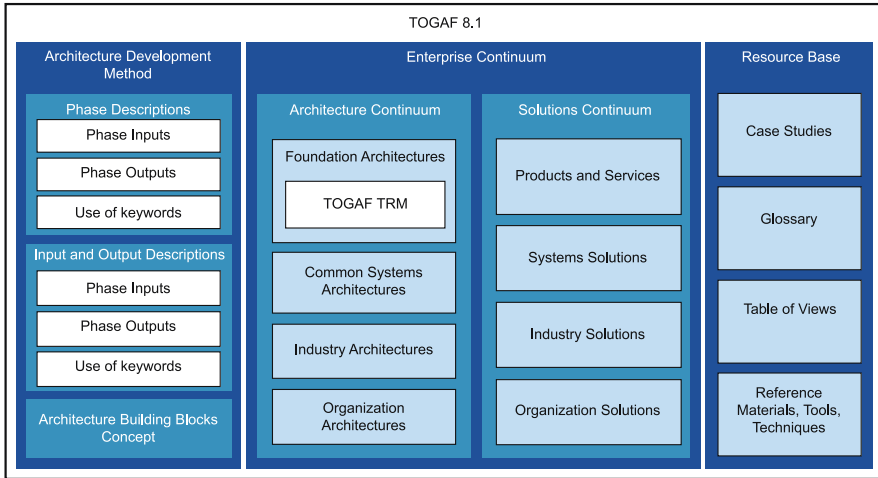 TOGAF 8.1
Architecture Development
Method
Phase Descriptions
Phase Inputs
Phase Outputs
Use of keywords
Input and Output Descriptions
Phase Inputs
Phase Outputs
Use of keywords
Architecture Building Blocks
Concept
Enterprise Continuum
Architecture Continuum
Foundation Architectures
TOGAF TRM
Common Systems
Architectures
Industry Architectures
Organization
Architectures
Solutions Continuum
Products and Services
Systems Solutions
Industry Solutions
Organization Solutions
Resource Base
Case Studies
Glossary
Table of Views
Reference
Materials, Tools,
Techniques